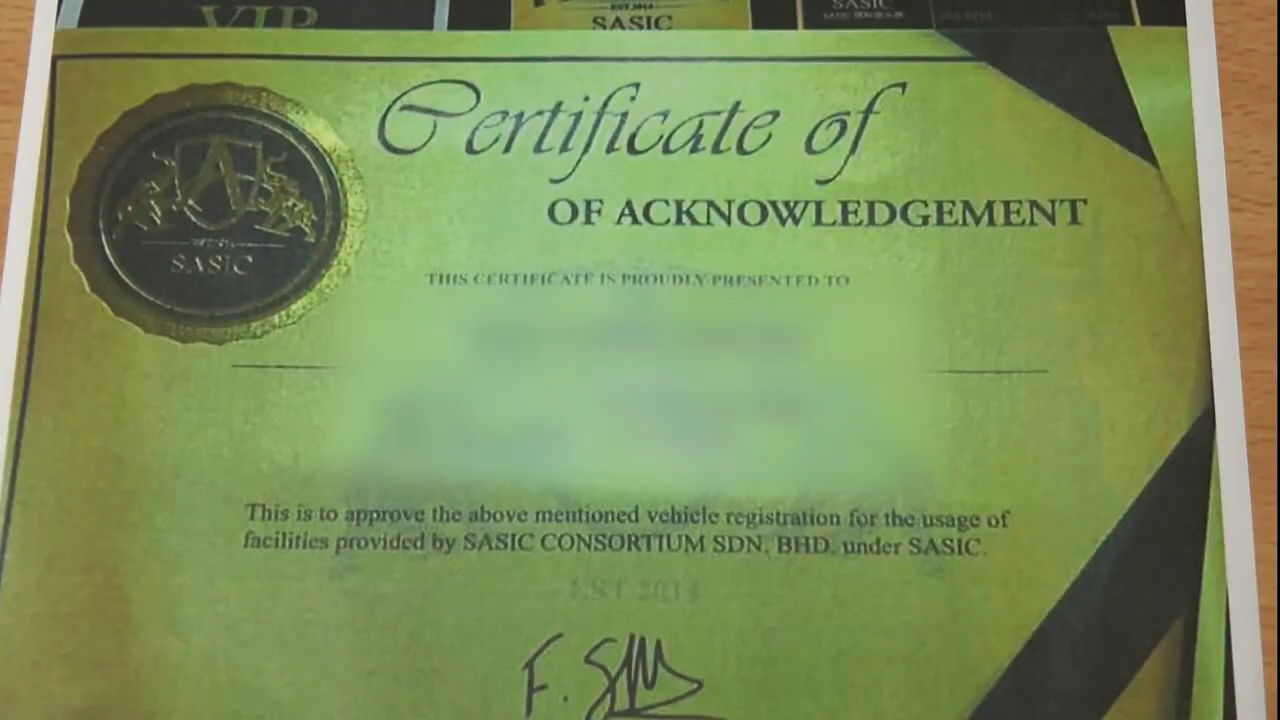 VIP
SASIC
SASIC
Certificate of
OF ACKNOWLEDGEMENT
SASIC
THIS CERTIFICATE IS PROUDLY PRESENTED TO
This is to approve the above mentioned vehicle registration for the usage of
facilities provided by SASIC CONSORTIUM SDN. BHD. under SASIC.
EST 2014
F.